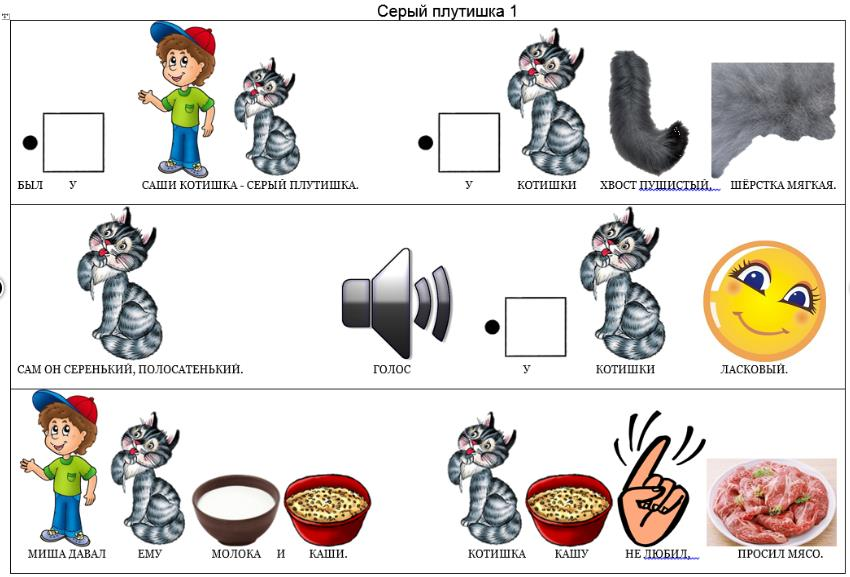 Серый плутишка 1
БЫЛ У САШИ КОТИШКА - СЕРЫЙ ПЛУТИШКА. У КОТИШКИ ХВОСТ ПУШИСТЫЙ, ШЁРСТКА МЯГКАЯ.
САМ ОН СЕРЕНЬКИЙ, ПОЛОСАТЕНЬКИЙ. ГОЛОС У КОТИШКИ ЛАСКОВЫЙ.
МИША ДАВАЛ ЕМУ МОЛОКА И КАШИ. КОТИШКА КАШУ НЕ ЛЮБИЛ, ПРОСИЛ МЯСО.